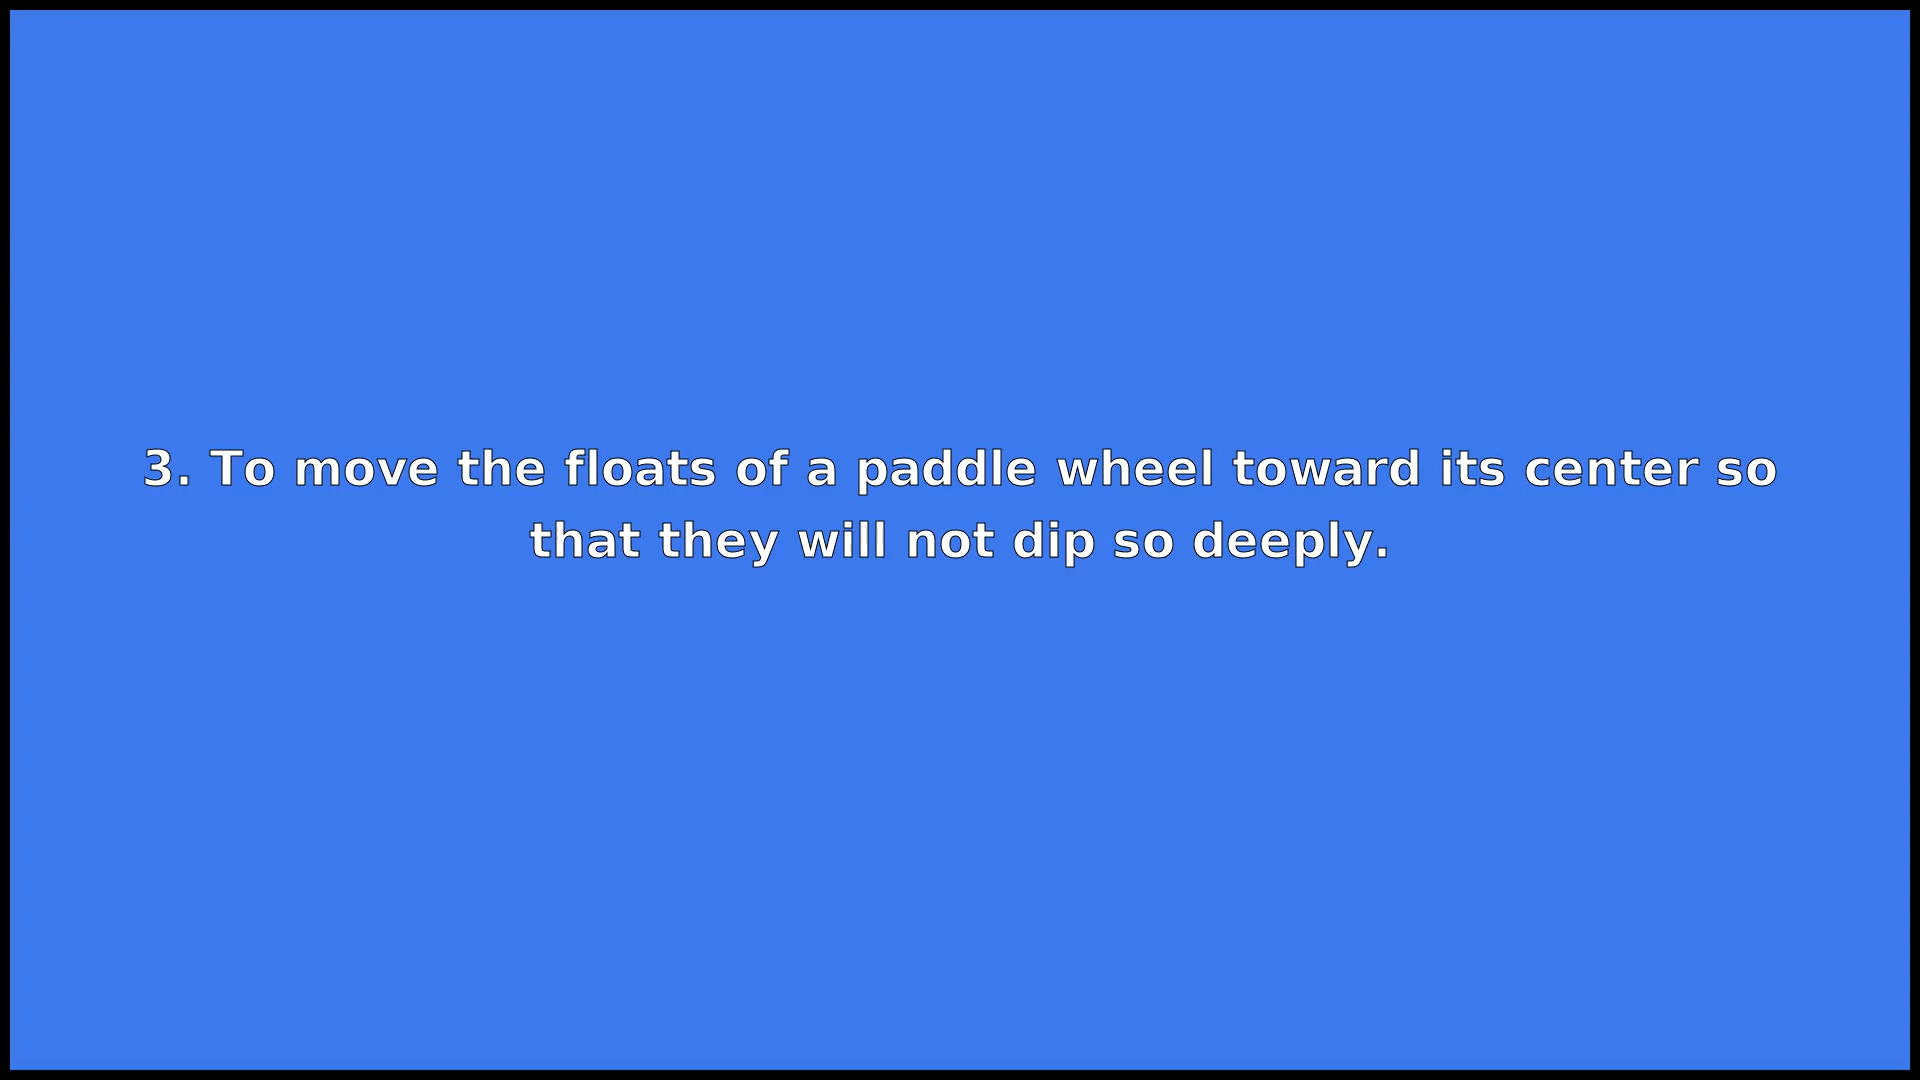 3. To move the floats of a paddle wheel toward its center so
that they will not dip so deeply.